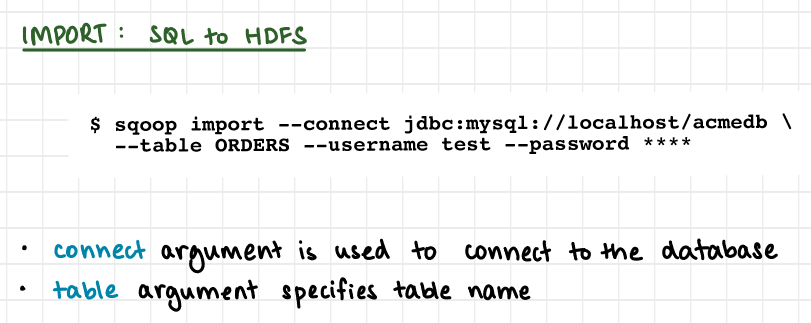 IMPORT: SQL to HDFS
$ sqoop import --connect jdbc:mysql://localhost/acmedb \
--table ORDERS --username test --password ****
• connect argument is used to connect to the database
• table argument specifies table name